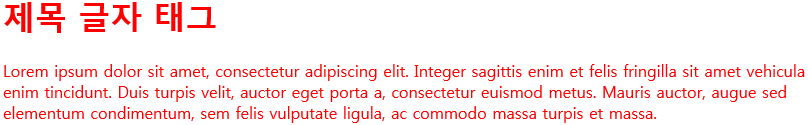 제목 글자 태그
Lorem ipsum dolor sit amet, consectetur adipiscing elit. Integer sagittis enim et felis fringilla sit amet vehicula
enim tincidunt. Duis turpis velit, auctor eget porta a, consectetur euismod metus. Mauris auctor, augue sed
elementum condimentum, sem felis vulputate ligula, ac commodo massa turpis et massa.